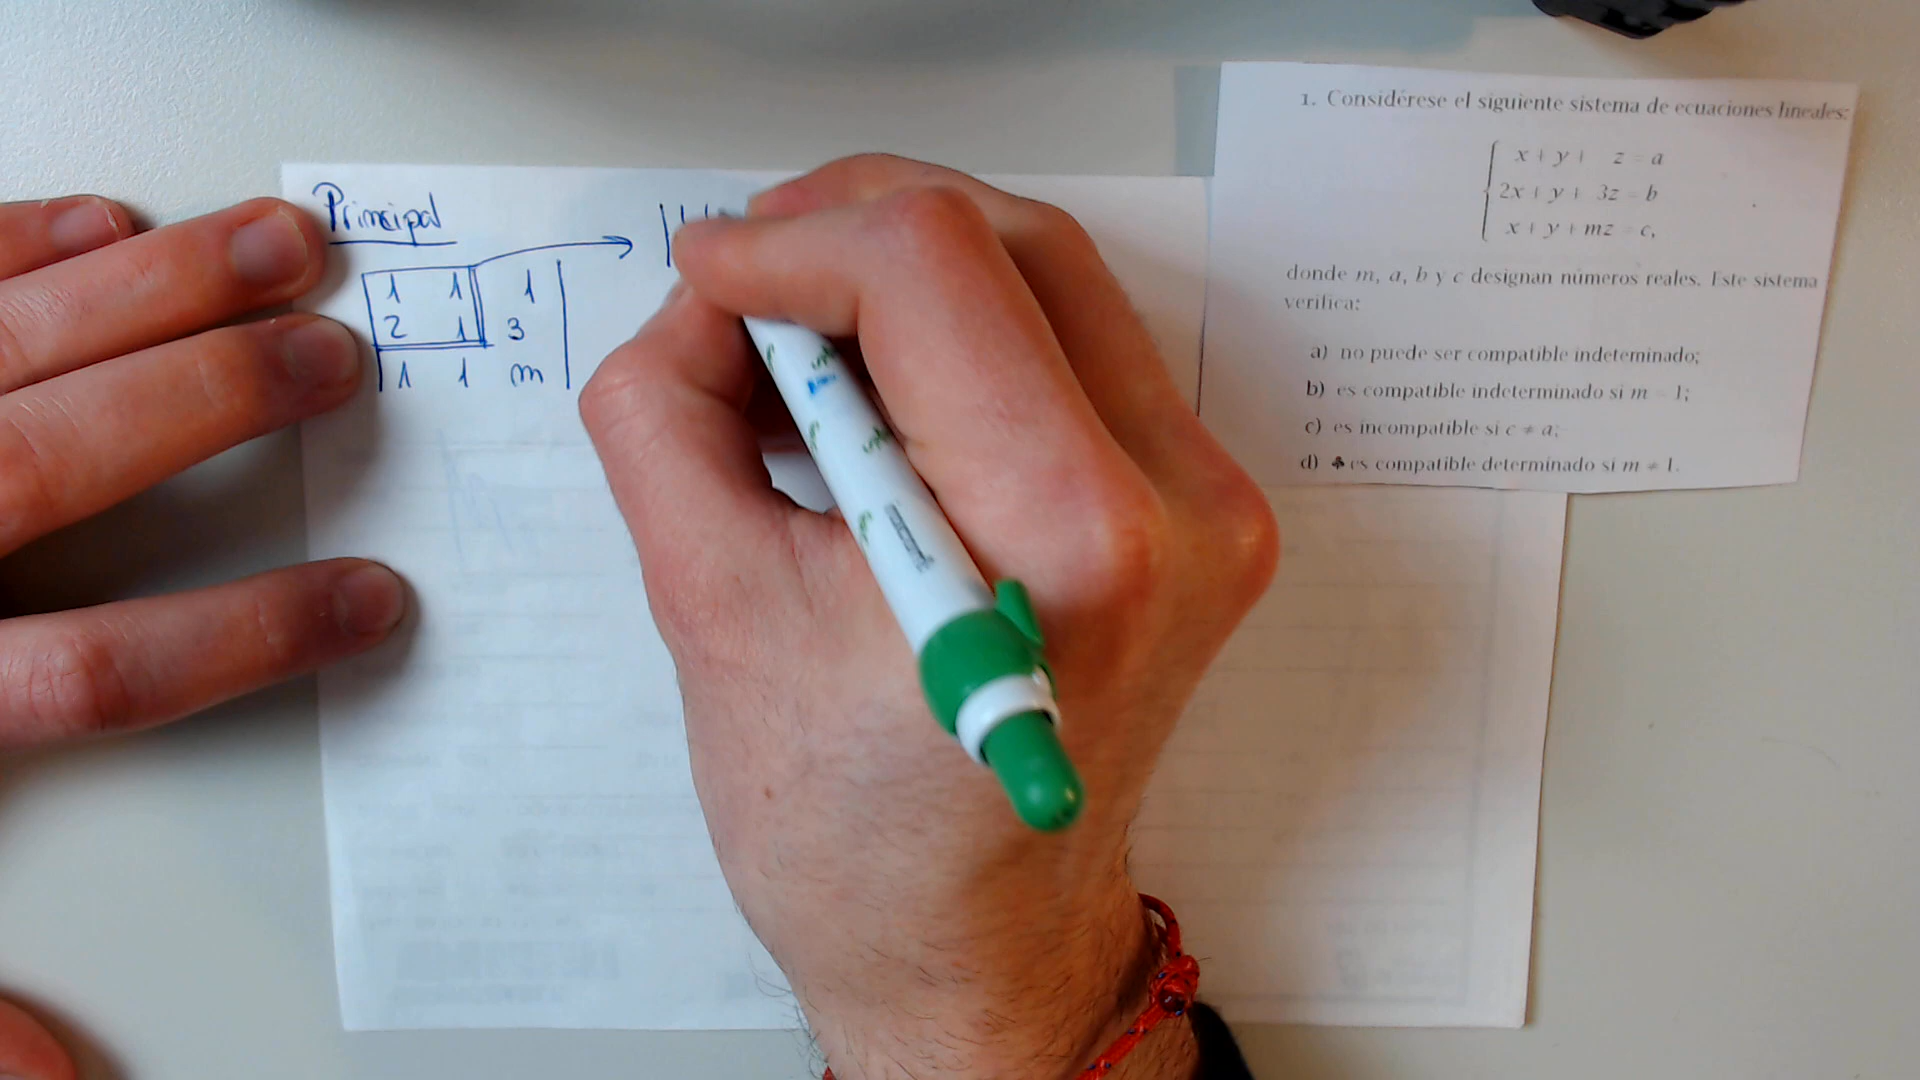 Principal
1 1 1
2 1 3
1 1 m
1. Considérese el siguiente sistema de ecuaciones lineales:
x + y + z = a
2x + y + 3z = b
x + y + mz = c,
donde m, a, b y c designan números reales. Este sistema
verifica:
a) no puede ser compatible indeterminado;
b) es compatible indeterminado si m = 1;
c) es incompatible si c ≠ a;
d) ♣ es compatible determinado si m ≠ 1.